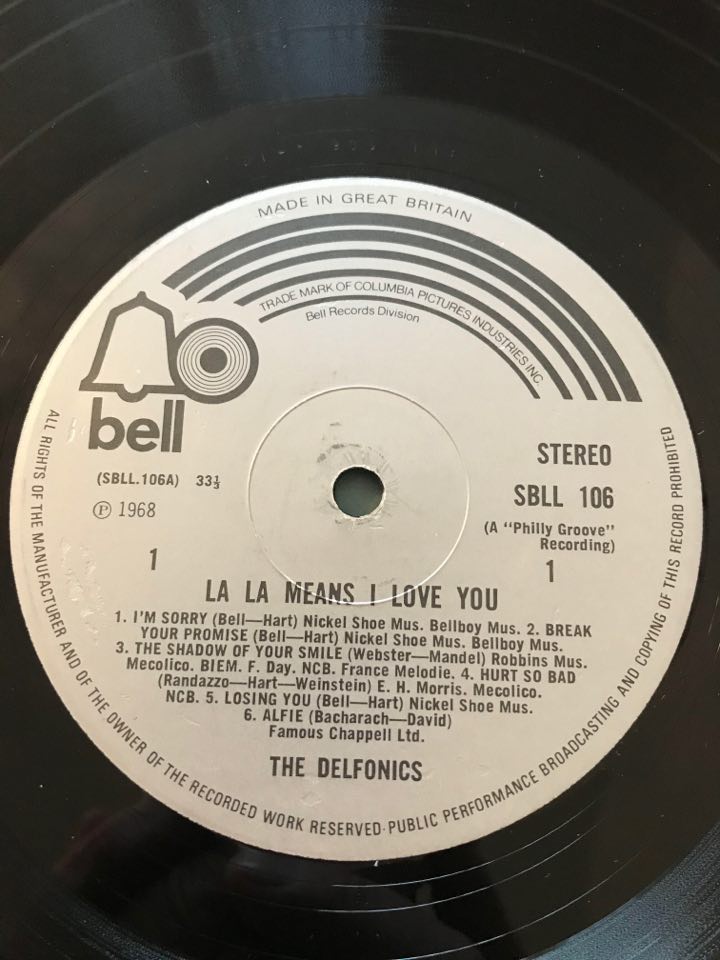 MADE IN GREAT BRITAIN
TRADE MARK OF COLUMBIA PICTURES INDUSTRIES INC.
Bell Records Division
bell
STEREO
(SBLL.106A) 33⅓
SBLL 106
Ⓟ 1968
(A "Philly Groove"
Recording)
1
1
LA LA MEANS I LOVE YOU
1. I'M SORRY (Bell—Hart) Nickel Shoe Mus. Bellboy Mus. 2. BREAK
YOUR PROMISE (Bell—Hart) Nickel Shoe Mus. Bellboy Mus.
3. THE SHADOW OF YOUR SMILE (Webster—Mandel) Robbins Mus.
Mecolico. BIEM. F. Day. NCB. France Melodie. 4. HURT SO BAD
(Randazzo—Hart—Weinstein) E. H. Morris. Mecolico.
NCB. 5. LOSING YOU (Bell—Hart) Nickel Shoe Mus.
6. ALFIE (Bacharach—David)
Famous Chappell Ltd.
THE DELFONICS
ALL RIGHTS OF THE MANUFACTURER AND OF THE OWNER OF THE RECORDED WORK RESERVED·PUBLIC PERFORMANCE BROADCASTING AND COPYING OF THIS RECORD PROHIBITED